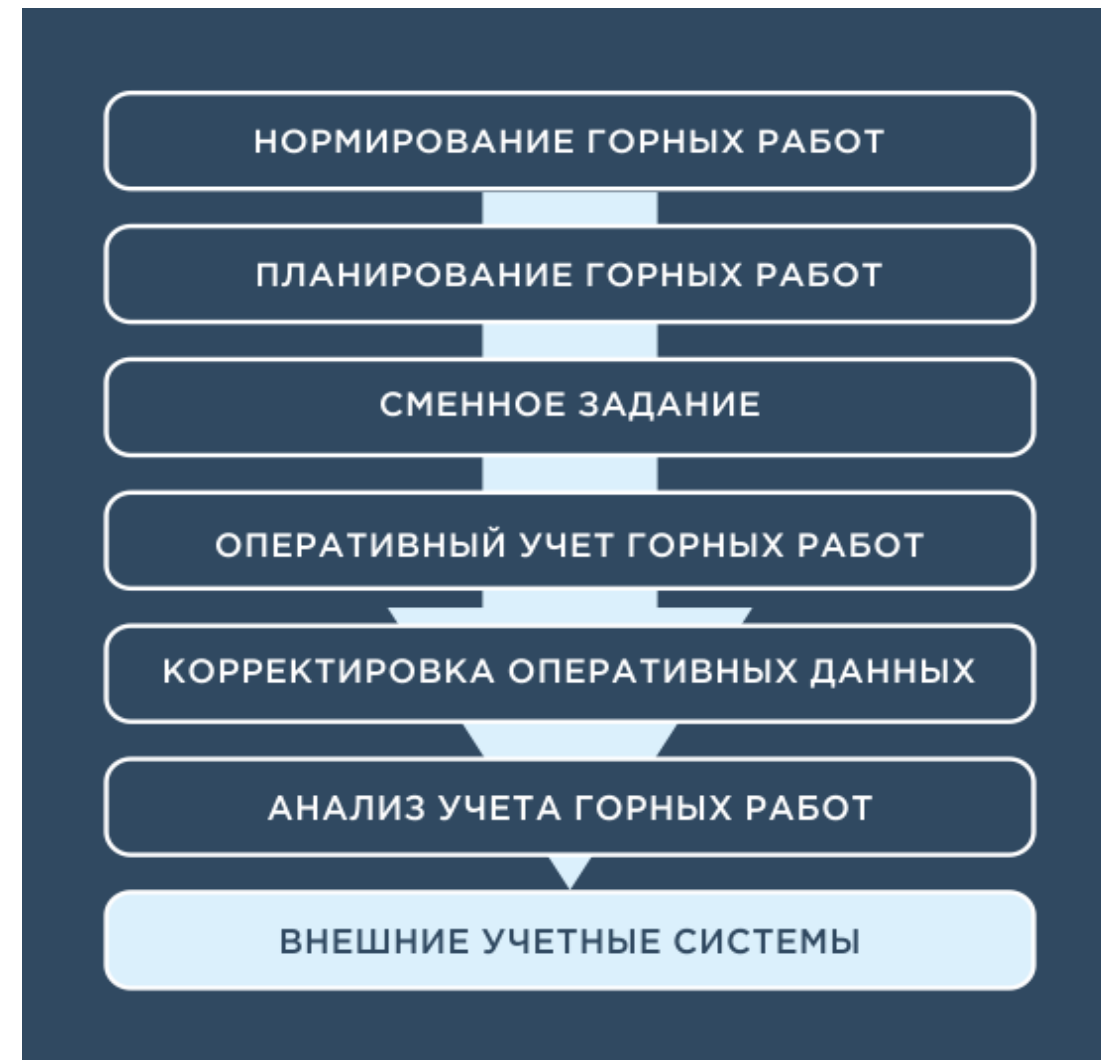 НОРМИРОВАНИЕ ГОРНЫХ РАБОТ
ПЛАНИРОВАНИЕ ГОРНЫХ РАБОТ
СМЕННОЕ ЗАДАНИЕ
ОПЕРАТИВНЫЙ УЧЕТ ГОРНЫХ РАБОТ
КОРРЕКТИРОВКА ОПЕРАТИВНЫХ ДАННЫХ
АНАЛИЗ УЧЕТА ГОРНЫХ РАБОТ
ВНЕШНИЕ УЧЕТНЫЕ СИСТЕМЫ